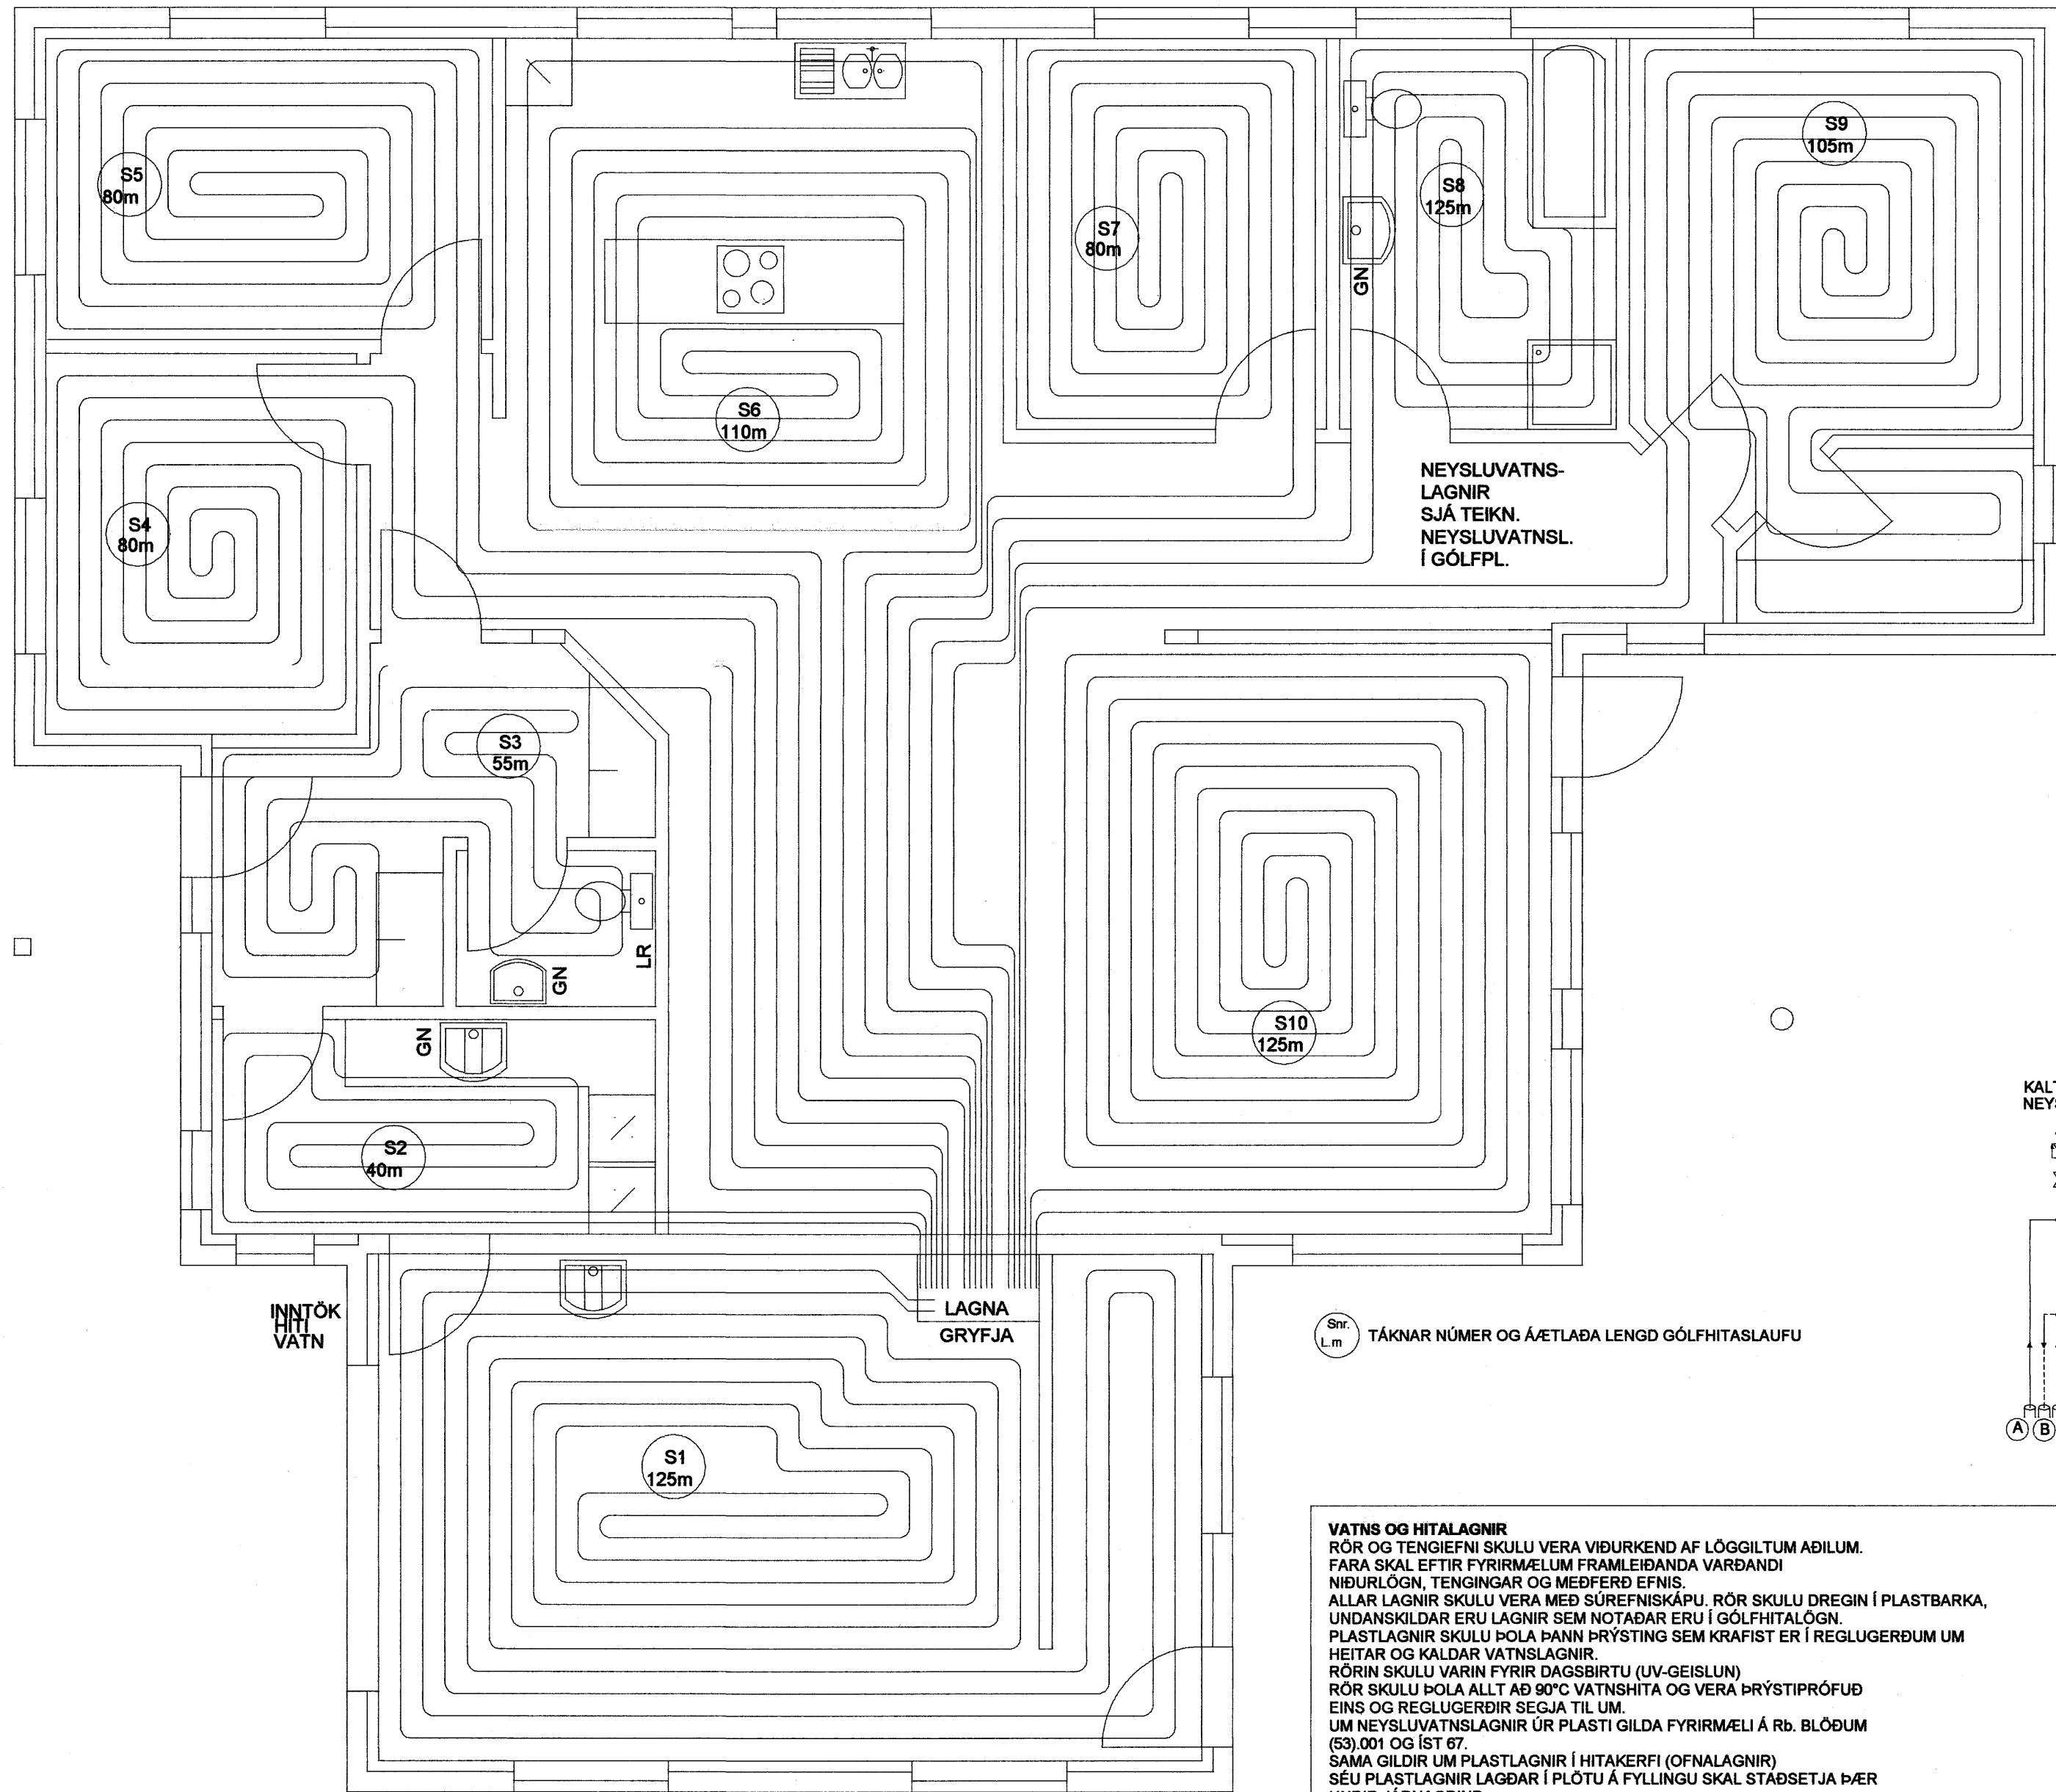 S5
80m
S9
105m
S8
125m
S7
80m
GN
S6
110m
NEYSLUVATNS-
LAGNIR
SJÁ TEIKN.
NEYSLUVATNSL.
Í GÓLFPL.
S4
80m
S3
55m
LR
GN
GN
S10
125m
S2
40m
INNTÖK
HITI
VATN
LAGNA
GRYFJA
Snr.
L.m
TÁKNAR NÚMER OG ÁÆTLAÐA LENGD GÓLFHITASLAUFU
A B
S1
125m
VATNS OG HITALAGNIR
RÖR OG TENGIEFNI SKULU VERA VIÐURKEND AF LÖGGILTUM AÐILUM.
FARA SKAL EFTIR FYRIRMÆLUM FRAMLEIÐANDA VARÐANDI
NIÐURLÖGN, TENGINGAR OG MEÐFERÐ EFNIS.
ALLAR LAGNIR SKULU VERA MEÐ SÚREFNISKÁPU. RÖR SKULU DREGIN Í PLASTBARKA,
UNDANSKILDAR ERU LAGNIR SEM NOTAÐAR ERU Í GÓLFHITALÖGN.
PLASTLAGNIR SKULU ÞOLA ÞANN ÞRÝSTING SEM KRAFIST ER Í REGLUGERÐUM UM
HEITAR OG KALDAR VATNSLAGNIR.
RÖRIN SKULU VARIN FYRIR DAGSBIRTU (UV-GEISLUN)
RÖR SKULU ÞOLA ALLT AÐ 90°C VATNSHITA OG VERA ÞRÝSTIPRÓFUÐ
EINS OG REGLUGERÐIR SEGJA TIL UM.
UM NEYSLUVATNSLAGNIR ÚR PLASTI GILDA FYRIRMÆLI Á Rb. BLÖÐUM
(53).001 OG ÍST 67.
SAMA GILDIR UM PLASTLAGNIR Í HITAKERFI (OFNALAGNIR)
SÉU PLASTLAGNIR LAGÐAR Í PLÖTU Á FYLLINGU SKAL STAÐSETJA ÞÆR